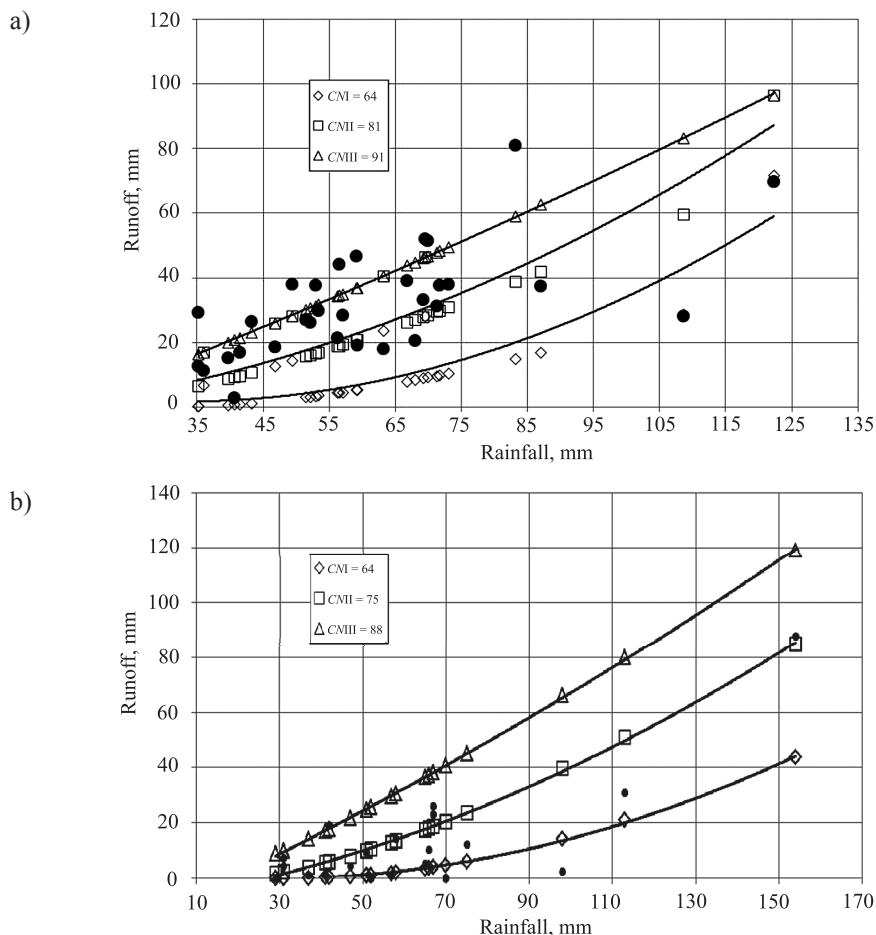 a)
120
100
80
60
40
20
0
Runoff, mm
CNI = 64
CNII = 81
CNIII = 91
35 45 55 65 75 85 95 105 115 125 135
Rainfall, mm
b)
140
120
100
80
60
40
20
0
Runoff, mm
CNI = 64
CNII = 75
CNIII = 88
10 30 50 70 90 110 130 150 170
Rainfall, mm